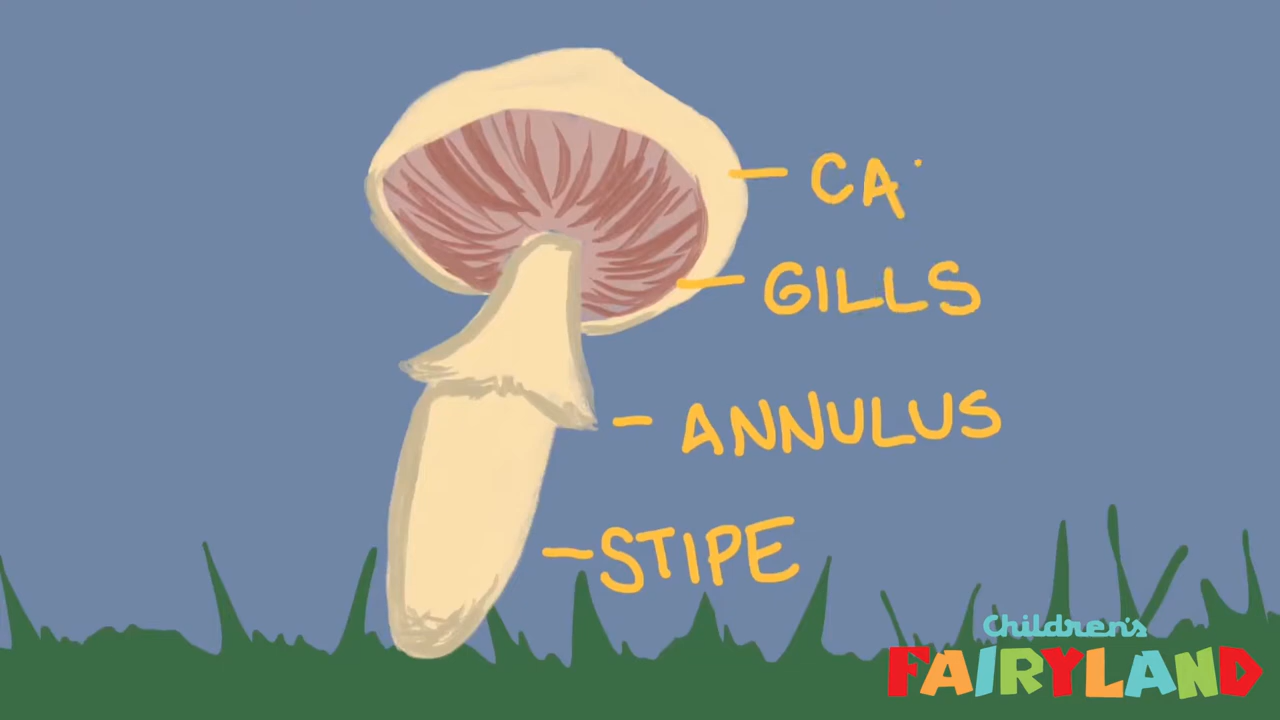 CA
GILLS
ANNULUS
STIPE
Children's
FAIRYLAND